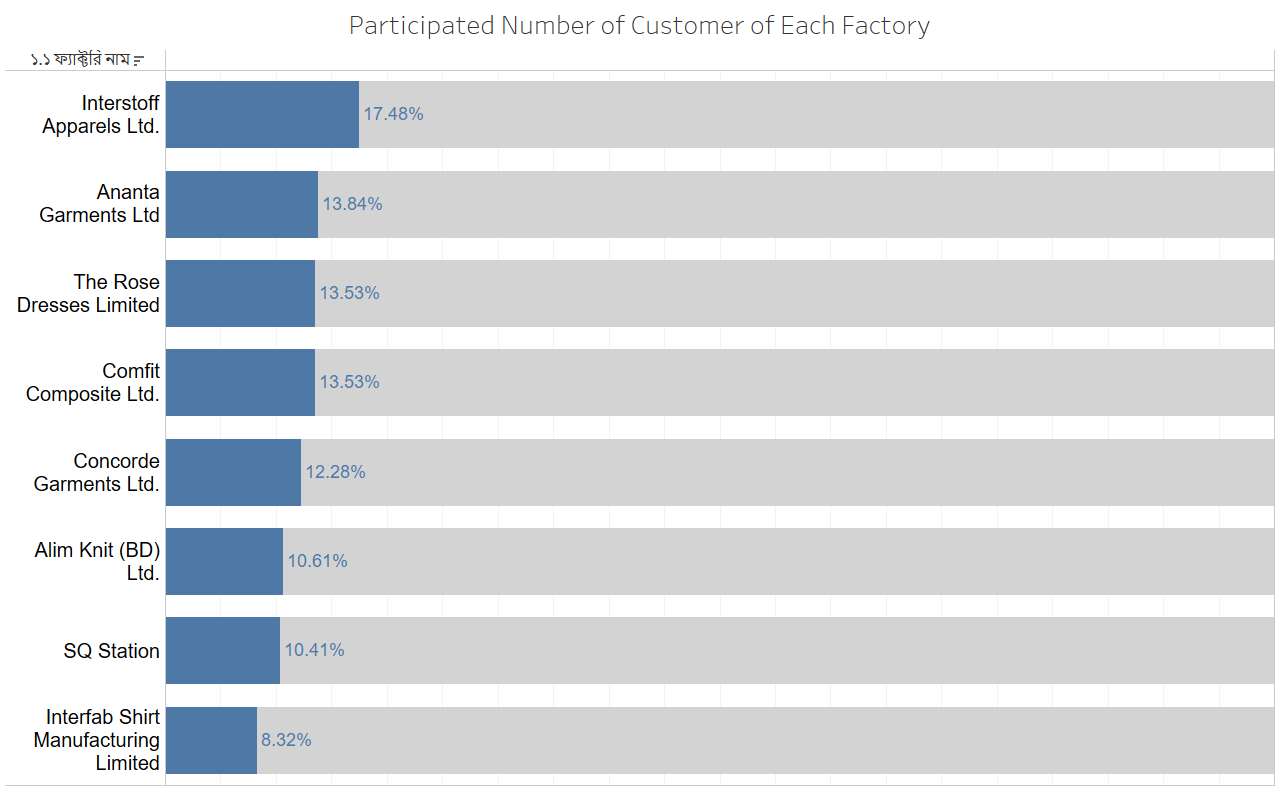 Participated Number of Customer of Each Factory
১.১ ফ্যাক্টরি নাম
Interstoff
Apparels Ltd.
17.48%
Ananta
Garments Ltd
13.84%
The Rose
Dresses Limited
13.53%
Comfit
Composite Ltd.
13.53%
Concorde
Garments Ltd.
12.28%
Alim Knit (BD)
Ltd.
10.61%
SQ Station
10.41%
Interfab Shirt
Manufacturing
Limited
8.32%